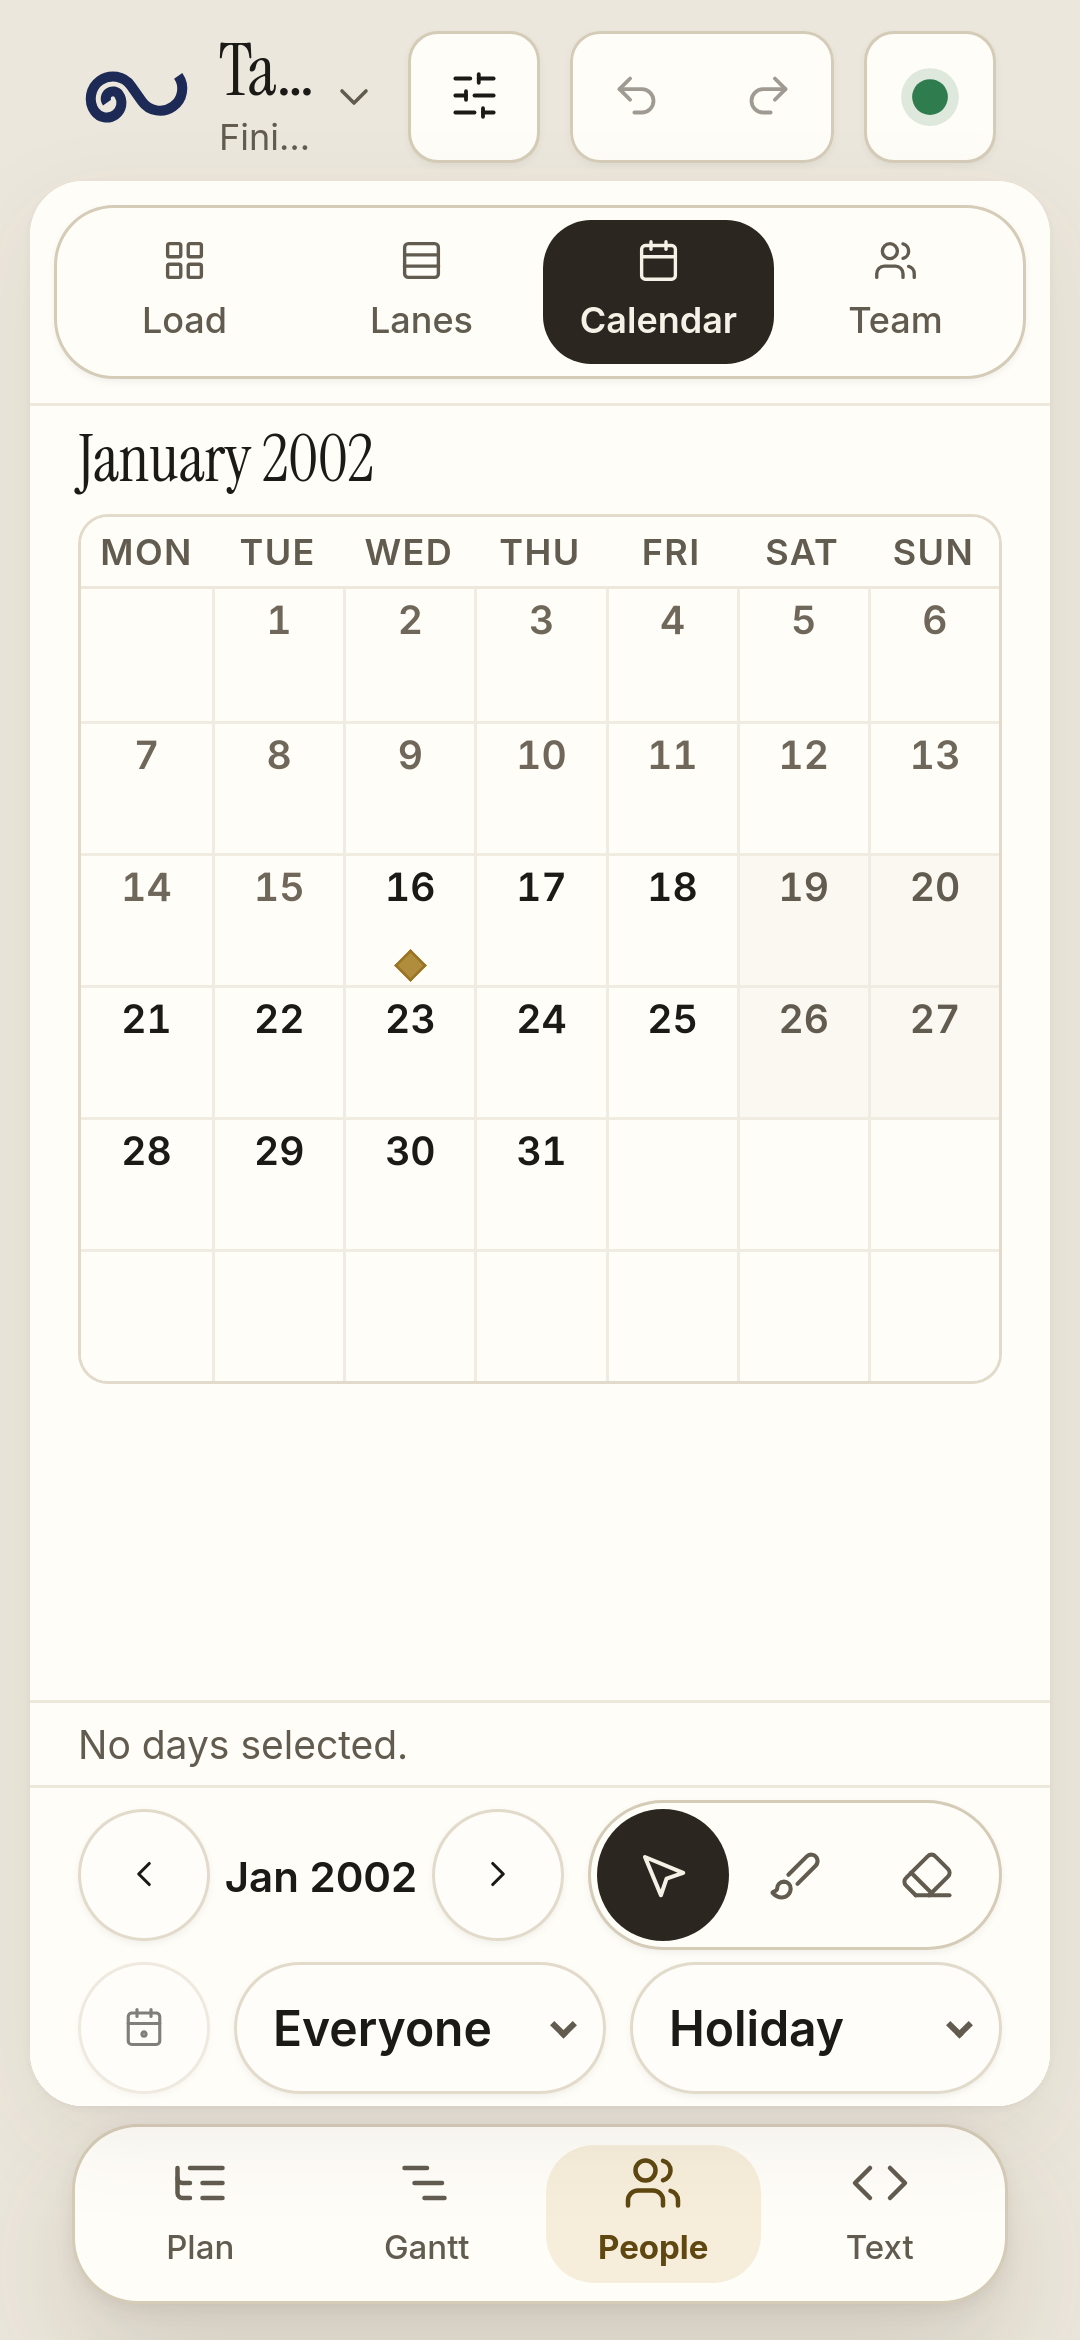 Ta...
Fini...
Load
Lanes
Calendar
Team
January 2002
MON TUE WED THU FRI SAT SUN
1 2 3 4 5 6
7 8 9 10 11 12 13
14 15 16 17 18 19 20
21 22 23 24 25 26 27
28 29 30 31
No days selected.
Jan 2002
Everyone
Holiday
Plan
Gantt
People
Text